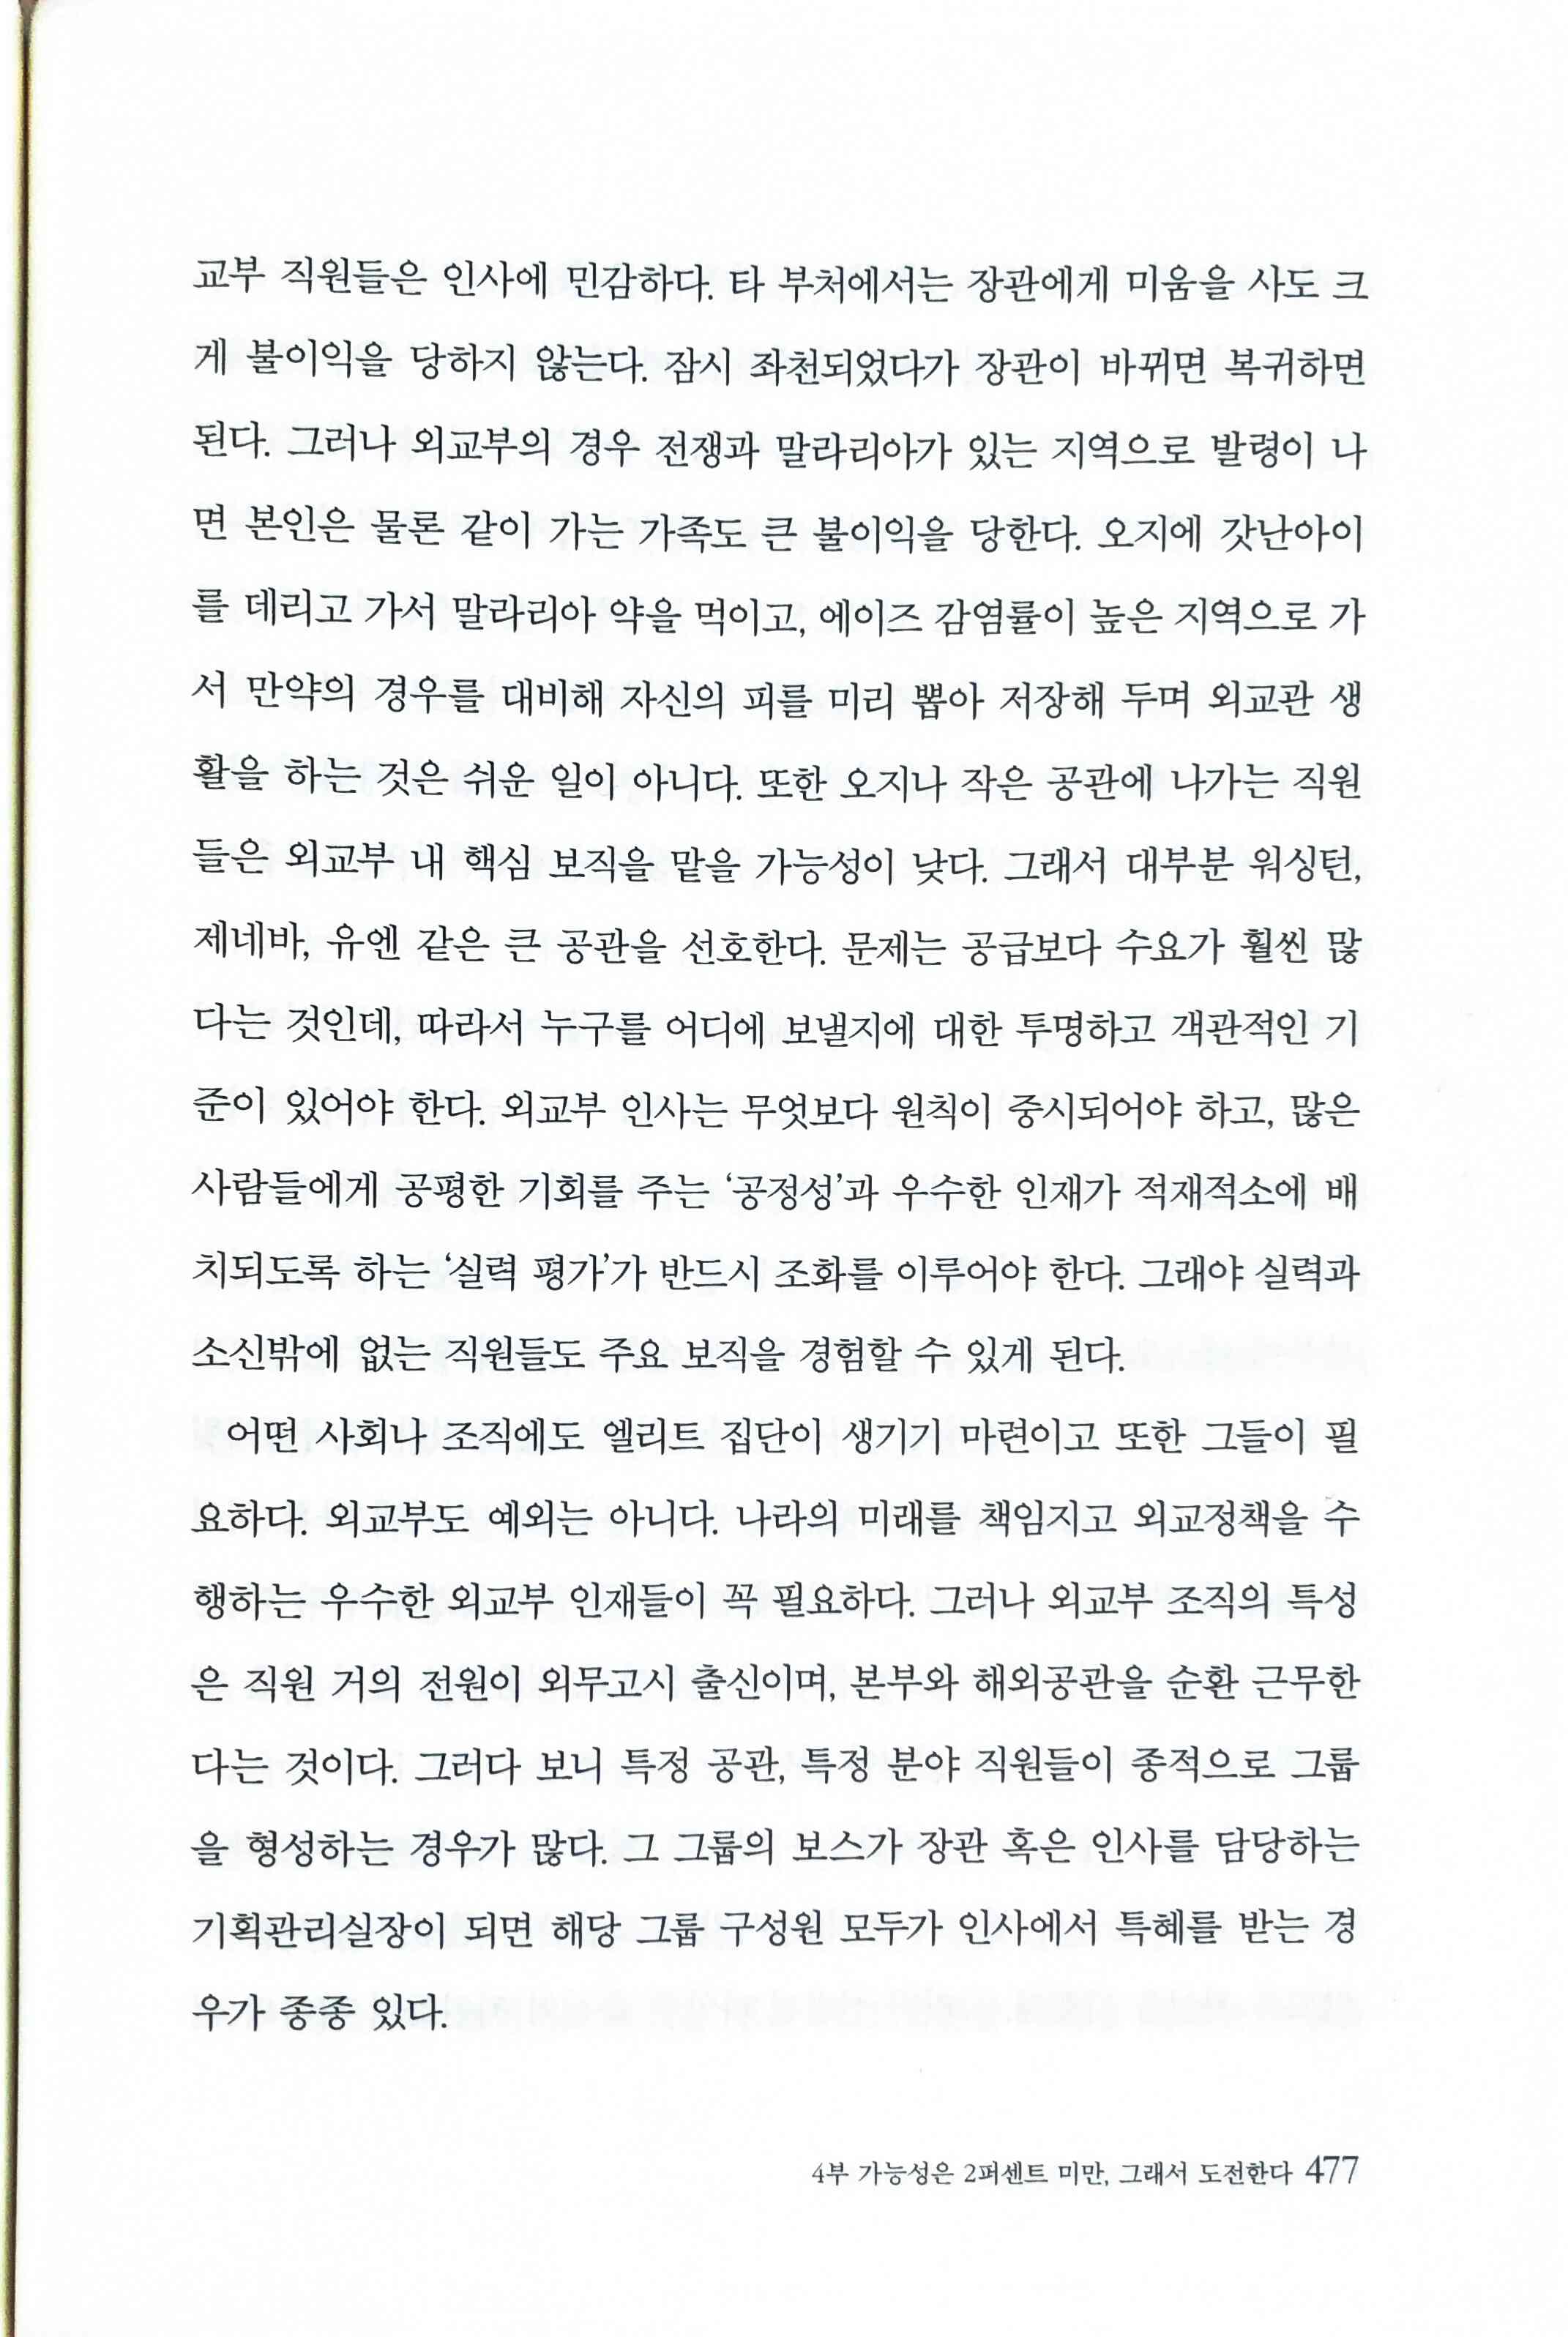 교부 직원들은 인사에 민감하다. 타 부처에서는 장관에게 미움을 사도 크
게 불이익을 당하지 않는다. 잠시 좌천되었다가 장관이 바뀌면 복귀하면
된다. 그러나 외교부의 경우 전쟁과 말라리아가 있는 지역으로 발령이 나
면 본인은 물론 같이 가는 가족도 큰 불이익을 당한다. 오지에 갓난아이
를 데리고 가서 말라리아 약을 먹이고, 에이즈 감염률이 높은 지역으로 가
서 만약의 경우를 대비해 자신의 피를 미리 뽑아 저장해 두며 외교관 생
활을 하는 것은 쉬운 일이 아니다. 또한 오지나 작은 공관에 나가는 직원
들은 외교부 내 핵심 보직을 맡을 가능성이 낮다. 그래서 대부분 워싱턴,
제네바, 유엔 같은 큰 공관을 선호한다. 문제는 공급보다 수요가 훨씬 많
다는 것인데, 따라서 누구를 어디에 보낼지에 대한 투명하고 객관적인 기
준이 있어야 한다. 외교부 인사는 무엇보다 원칙이 중시되어야 하고, 많은
사람들에게 공평한 기회를 주는 ‘공정성’과 우수한 인재가 적재적소에 배
치되도록 하는 ‘실력 평가’가 반드시 조화를 이루어야 한다. 그래야 실력과
소신밖에 없는 직원들도 주요 보직을 경험할 수 있게 된다.
어떤 사회나 조직에도 엘리트 집단이 생기기 마련이고 또한 그들이 필
요하다. 외교부도 예외는 아니다. 나라의 미래를 책임지고 외교정책을 수
행하는 우수한 외교부 인재들이 꼭 필요하다. 그러나 외교부 조직의 특성
은 직원 거의 전원이 외무고시 출신이며, 본부와 해외공관을 순환 근무한
다는 것이다. 그러다 보니 특정 공관, 특정 분야 직원들이 종적으로 그룹
을 형성하는 경우가 많다. 그 그룹의 보스가 장관 혹은 인사를 담당하는
기획관리실장이 되면 해당 그룹 구성원 모두가 인사에서 특혜를 받는 경
우가 종종 있다.
4부 가능성은 2퍼센트 미만, 그래서 도전한다 477